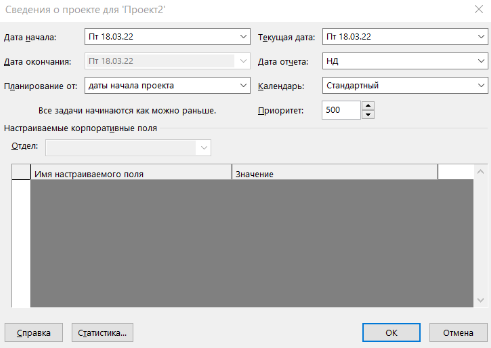 Сведения о проекте для 'Проект2'
Дата начала: Пт 18.03.22 Текущая дата: Пт 18.03.22
Дата окончания: Пт 18.03.22 Дата отчета: НД
Планирование от: даты начала проекта Календарь: Стандартный
Все задачи начинаются как можно раньше. Приоритет: 500
Настраиваемые корпоративные поля
Отдел:
Имя настраиваемого поля Значение
Справка Статистика... ОК Отмена